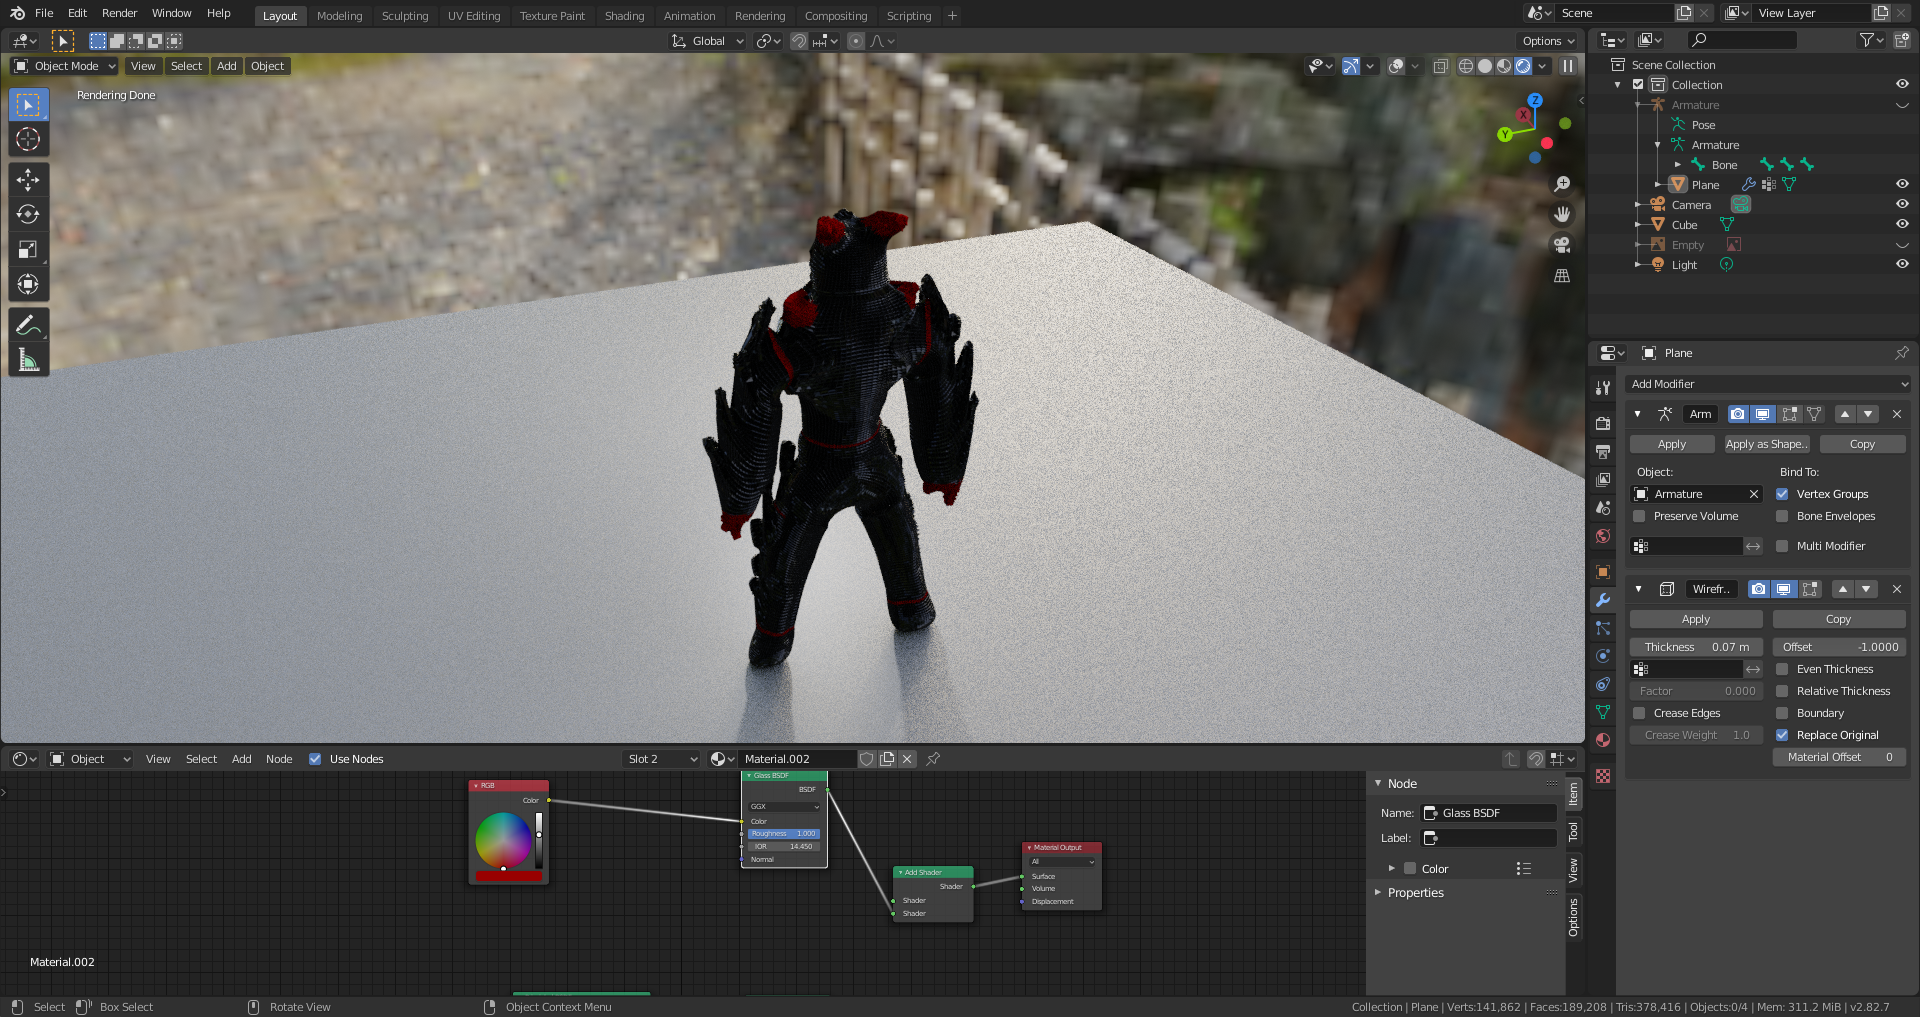 File Edit Render Window Help Layout Modeling Sculpting UV Editing Texture Paint Shading Animation Rendering Compositing Scripting + Scene View Layer
Global Options
Object Mode View Select Add Object
Rendering Done
Z
X
Y
Scene Collection
Collection
Armature
Pose
Armature
Bone
Plane
Camera
Cube
Empty
Light
Plane
Add Modifier
Arm
Apply Apply as Shape.. Copy
Object: Bind To:
Armature Vertex Groups
Preserve Volume Bone Envelopes
Multi Modifier
Wirefr..
Apply Copy
Thickness 0.07 m Offset -1.0000
Even Thickness
Factor 0.000 Relative Thickness
Crease Edges Boundary
Crease Weight 1.0 Replace Original
Material Offset 0
Object View Select Add Node Use Nodes Slot 2 Material.002
RGB
Color
Glass BSDF
BSDF
GGX
Color
Roughness 1.000
IOR 14.450
Normal
Add Shader
Shader
Shader
Shader
Material Output
All
Surface
Volume
Displacement
Node
Name: Glass BSDF
Label:
Color
Properties
Item
Tool
View
Options
Material.002
Select Box Select Rotate View Object Context Menu Collection | Plane | Verts:141,862 | Faces:189,208 | Tris:378,416 | Objects:0/4 | Mem: 311.2 MiB | v2.82.7